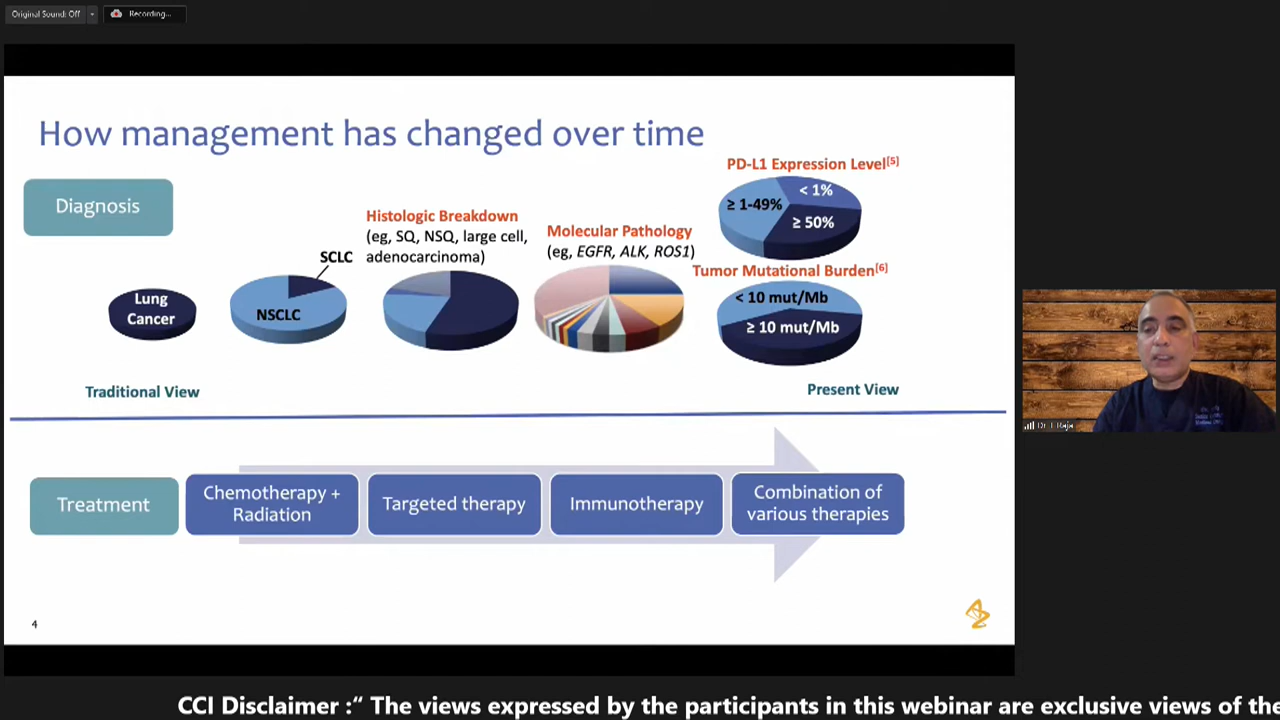 Original Sound: Off
Recording...
How management has changed over time
Diagnosis
PD-L1 Expression Level[5]
< 1%
≥ 1-49%
≥ 50%
Histologic Breakdown
(eg, SQ, NSQ, large cell,
adenocarcinoma)
Molecular Pathology
(eg, EGFR, ALK, ROS1)
SCLC
Tumor Mutational Burden[6]
< 10 mut/Mb
≥ 10 mut/Mb
Lung
Cancer
NSCLC
Traditional View
Present View
Treatment
Chemotherapy +
Radiation
Targeted therapy
Immunotherapy
Combination of
various therapies
4
CCI Disclaimer :“ The views expressed by the participants in this webinar are exclusive views of the